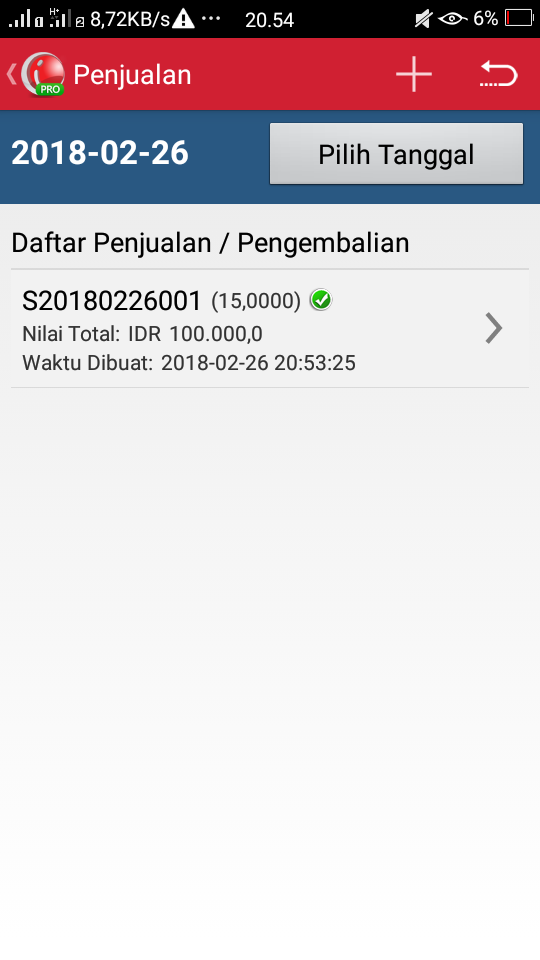 8,72KB/s ... 20.54 6%
PRO Penjualan
2018-02-26 Pilih Tanggal
Daftar Penjualan / Pengembalian
S20180226001 (15,0000)
Nilai Total: IDR 100.000,0
Waktu Dibuat: 2018-02-26 20:53:25